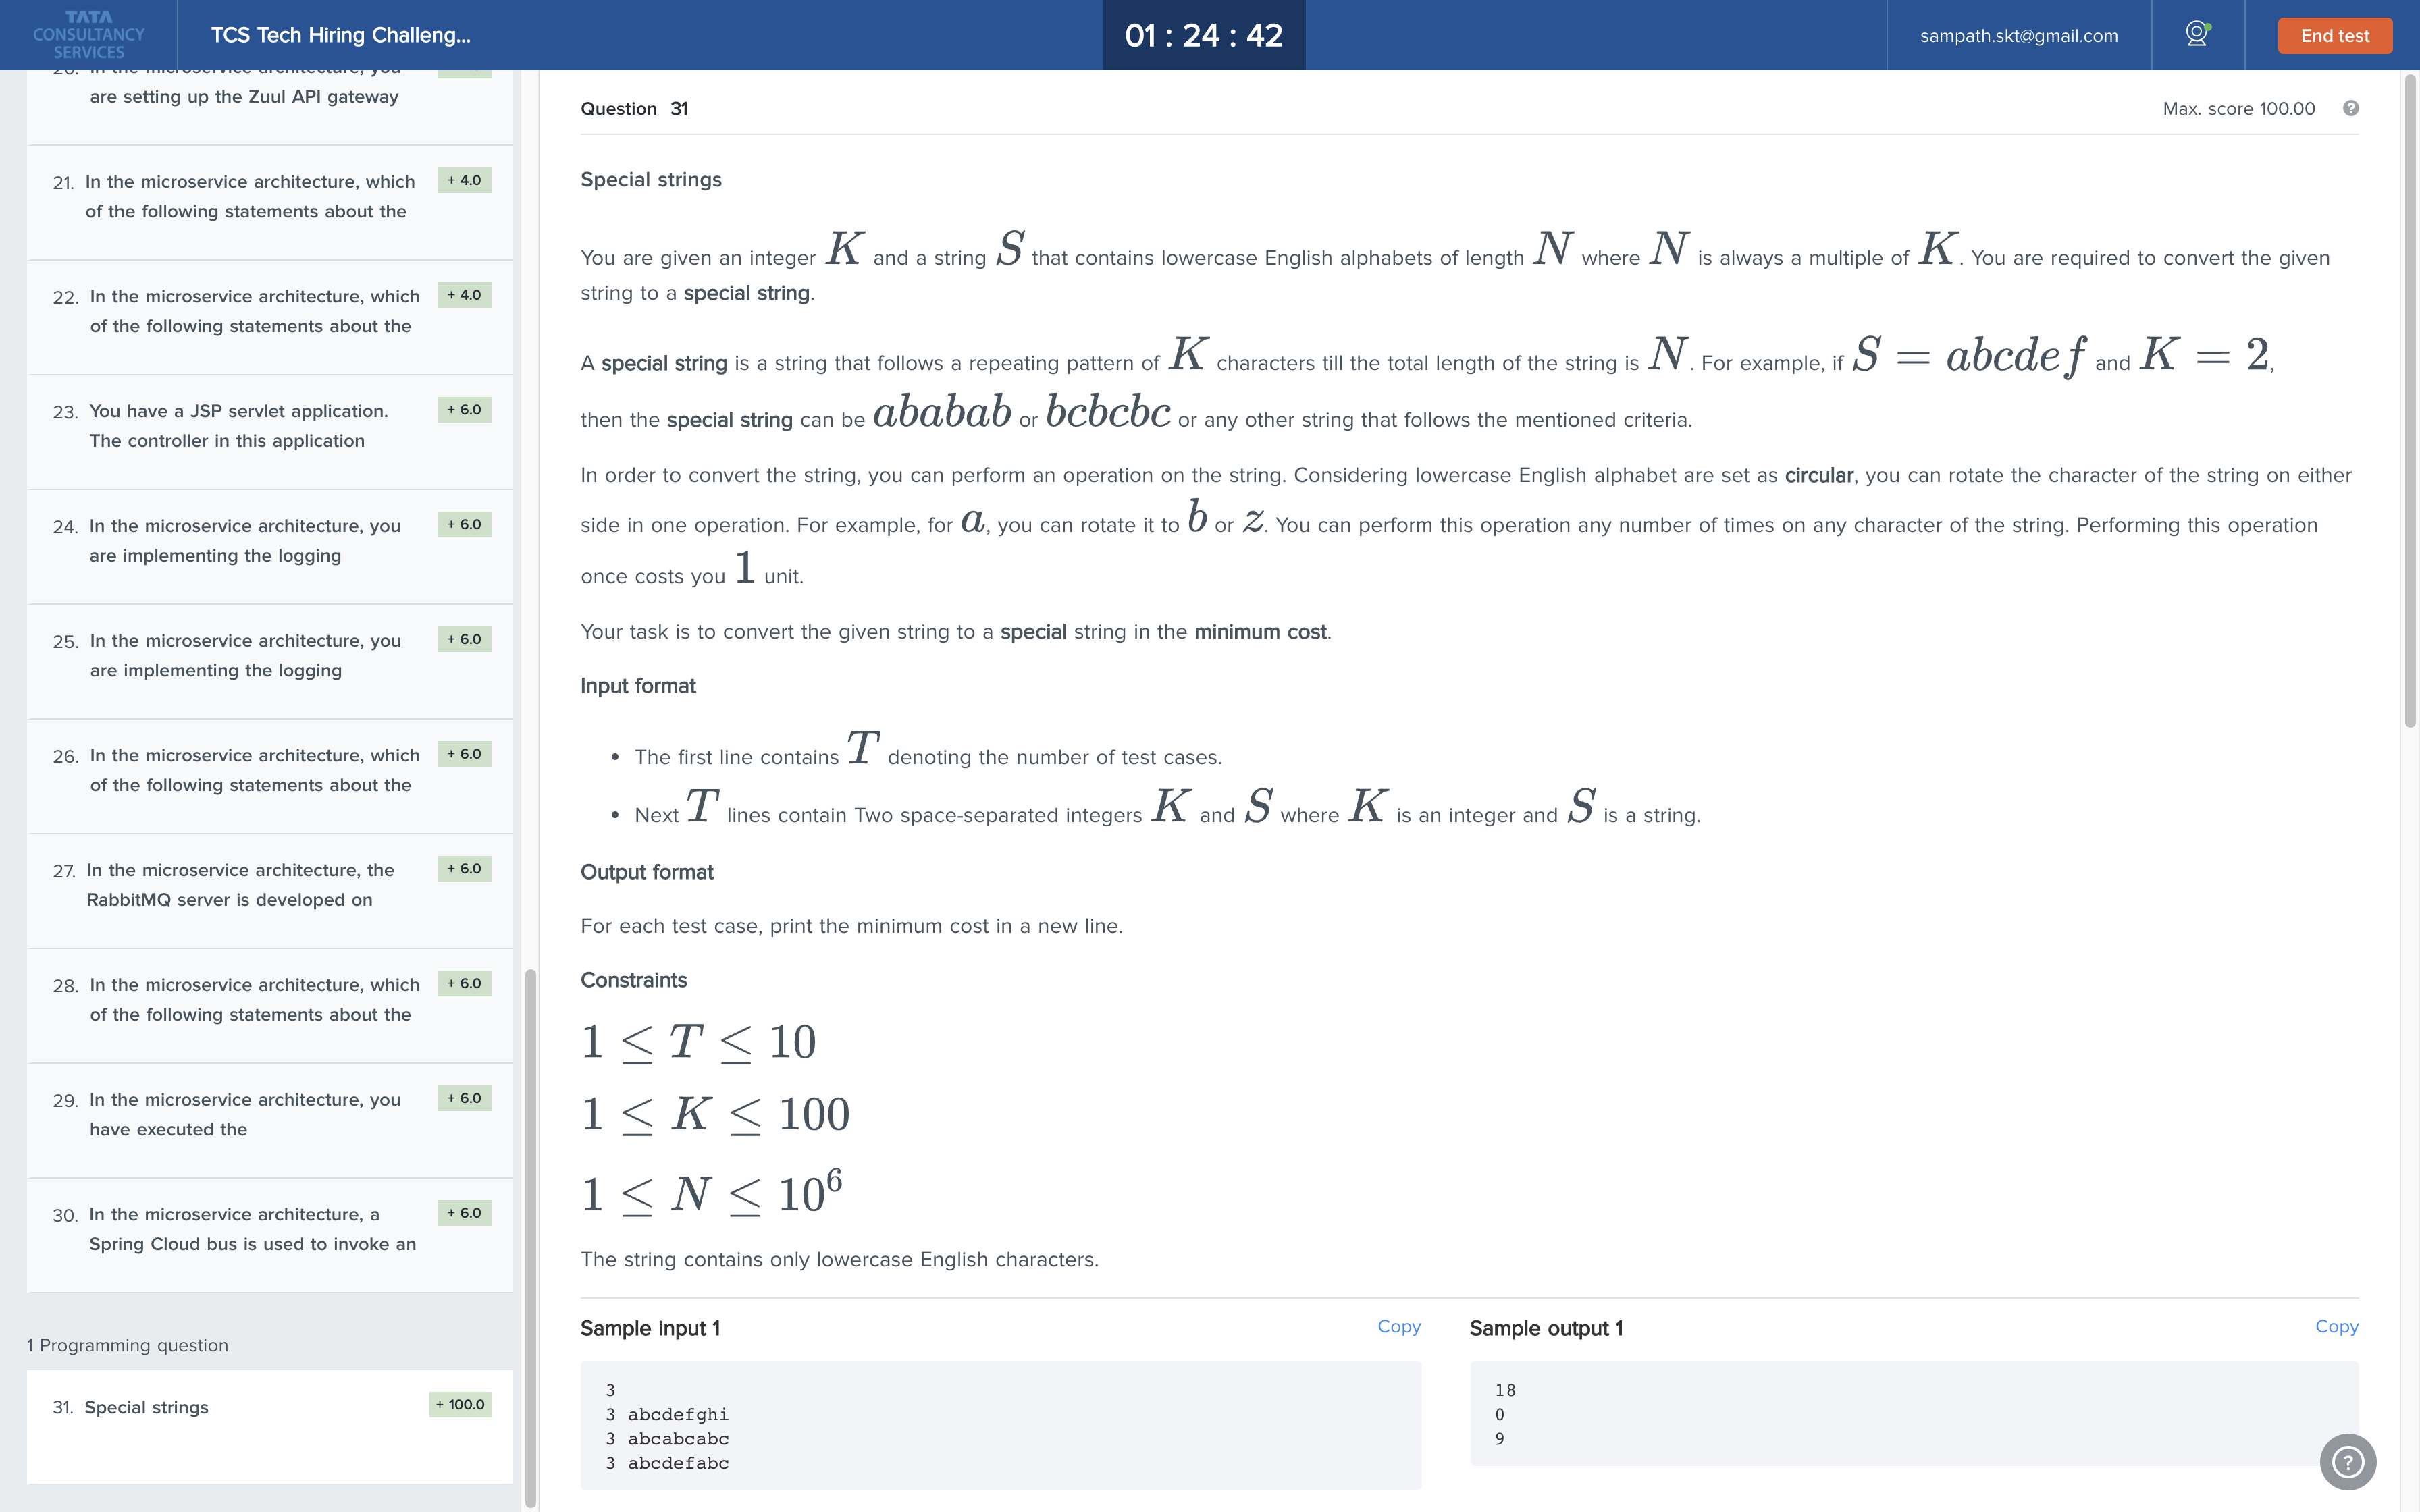 TATA
CONSULTANCY
SERVICES
TCS Tech Hiring Challeng...
01 : 24 : 42
sampath.skt@gmail.com
End test
20. In the microservice architecture, you
are setting up the Zuul API gateway
21. In the microservice architecture, which + 4.0
of the following statements about the
22. In the microservice architecture, which + 4.0
of the following statements about the
23. You have a JSP servlet application. + 6.0
The controller in this application
24. In the microservice architecture, you + 6.0
are implementing the logging
25. In the microservice architecture, you + 6.0
are implementing the logging
26. In the microservice architecture, which + 6.0
of the following statements about the
27. In the microservice architecture, the + 6.0
RabbitMQ server is developed on
28. In the microservice architecture, which + 6.0
of the following statements about the
29. In the microservice architecture, you + 6.0
have executed the
30. In the microservice architecture, a + 6.0
Spring Cloud bus is used to invoke an
1 Programming question
31. Special strings + 100.0
Question 31
Max. score 100.00 ?
Special strings
You are given an integer K and a string S that contains lowercase English alphabets of length N where N is always a multiple of K. You are required to convert the given
string to a special string.
A special string is a string that follows a repeating pattern of K characters till the total length of the string is N. For example, if S = abcdef and K = 2,
then the special string can be ababab or bcbcbc or any other string that follows the mentioned criteria.
In order to convert the string, you can perform an operation on the string. Considering lowercase English alphabet are set as circular, you can rotate the character of the string on either
side in one operation. For example, for a, you can rotate it to b or z. You can perform this operation any number of times on any character of the string. Performing this operation
once costs you 1 unit.
Your task is to convert the given string to a special string in the minimum cost.
Input format
• The first line contains T denoting the number of test cases.
• Next T lines contain Two space-separated integers K and S where K is an integer and S is a string.
Output format
For each test case, print the minimum cost in a new line.
Constraints
1 ≤ T ≤ 10
1 ≤ K ≤ 100
1 ≤ N ≤ 10⁶
The string contains only lowercase English characters.
Sample input 1 Copy
3
3 abcdefghi
3 abcabcabc
3 abcdefabc
Sample output 1 Copy
18
0
9
?